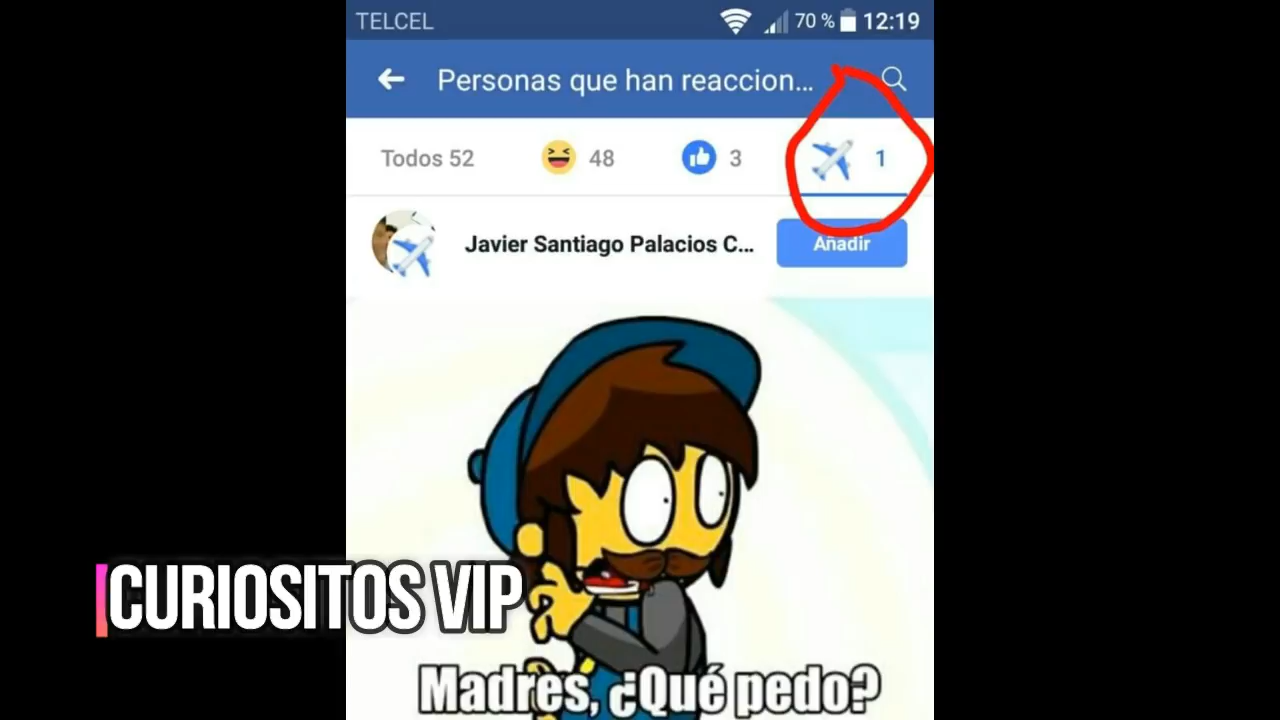 TELCEL 70 % 12:19
Personas que han reaccion...
Todos 52 48 3 1
Javier Santiago Palacios C... Añadir
CURIOSITOS VIP
Madres, ¿Qué pedo?